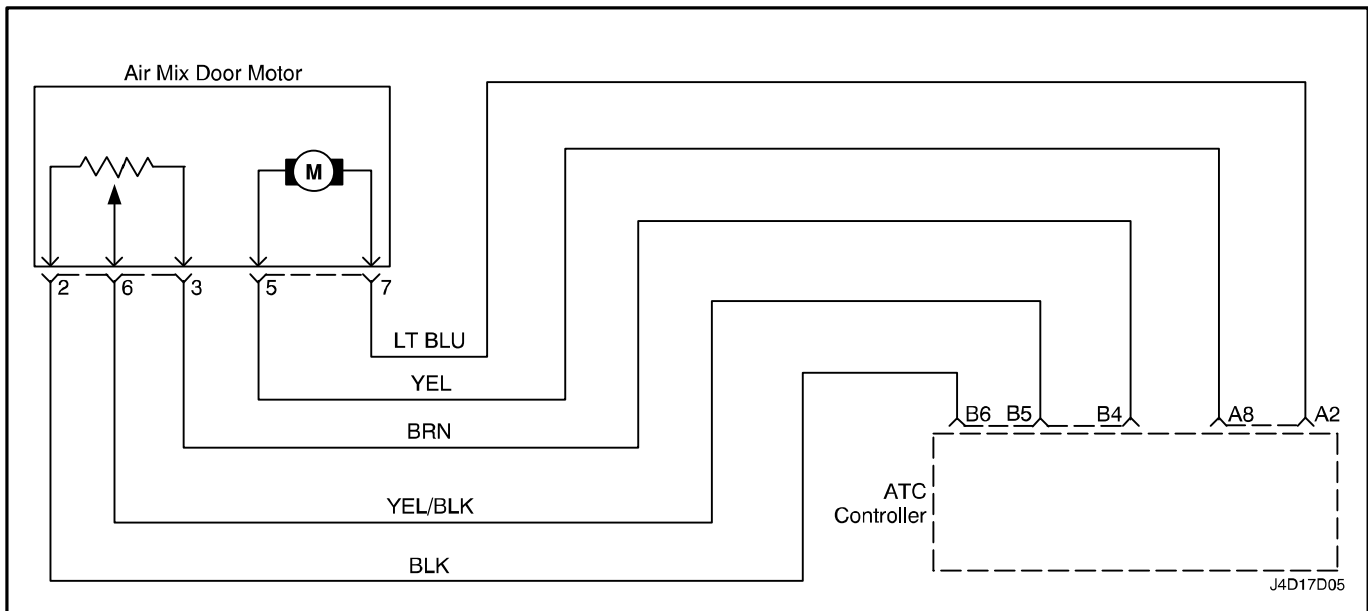 Air Mix Door Motor
M
2 6 3 5 7
LT BLU
YEL
BRN
YEL/BLK
BLK
B6 B5 B4 A8 A2
ATC
Controller
J4D17D05